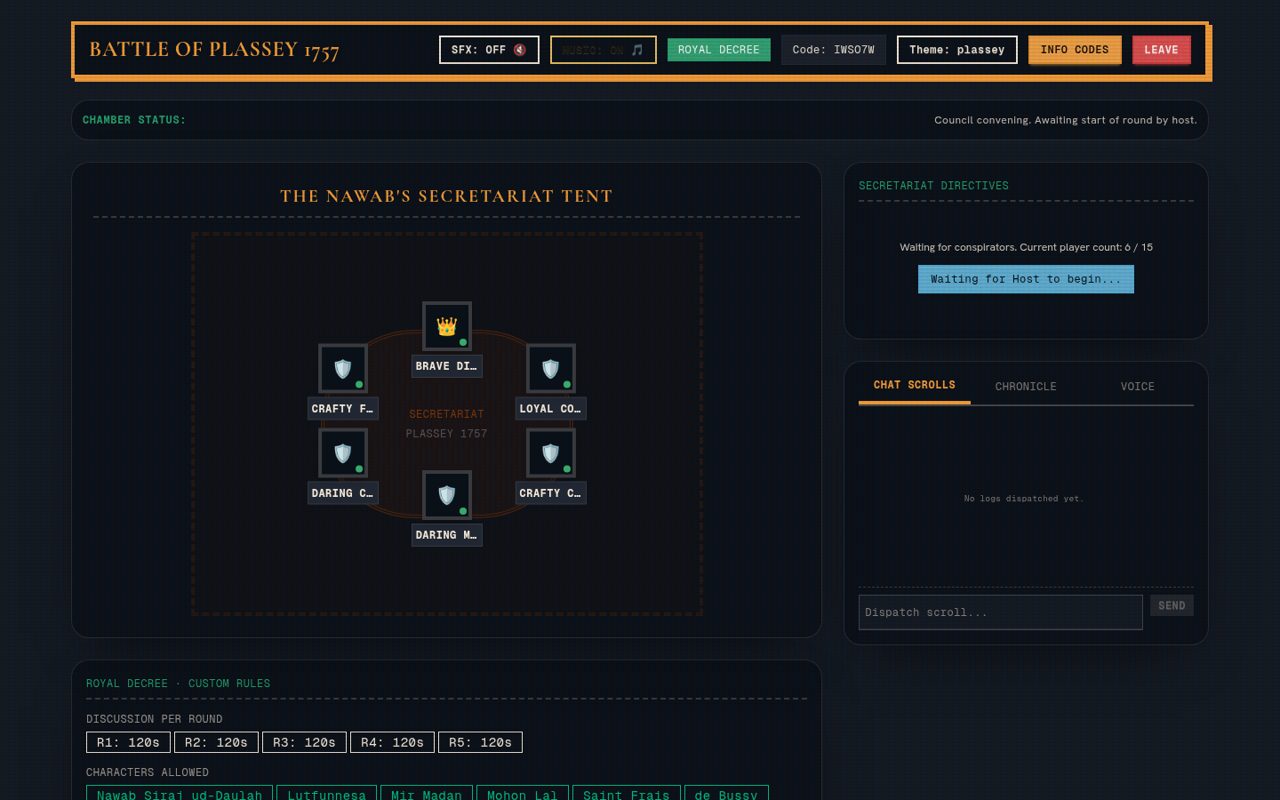 BATTLE OF PLASSEY 1757
SFX: OFF 🔇
MUSIC: ON 🎵
ROYAL DECREE
Code: IWSO7W
Theme: plassey
INFO CODES
LEAVE
CHAMBER STATUS:
Council convening. Awaiting start of round by host.
THE NAWAB'S SECRETARIAT TENT
BRAVE DI…
CRAFTY F…
LOYAL CO…
SECRETARIAT
PLASSEY 1757
DARING C…
CRAFTY C…
DARING M…
SECRETARIAT DIRECTIVES
Waiting for conspirators. Current player count: 6 / 15
Waiting for Host to begin...
CHAT SCROLLS
CHRONICLE
VOICE
No logs dispatched yet.
Dispatch scroll...
SEND
ROYAL DECREE · CUSTOM RULES
DISCUSSION PER ROUND
R1: 120s
R2: 120s
R3: 120s
R4: 120s
R5: 120s
CHARACTERS ALLOWED
Nawab Siraj ud-Daulah
Lutfunnesa
Mir Madan
Mohon Lal
Saint Frais
de Bussy